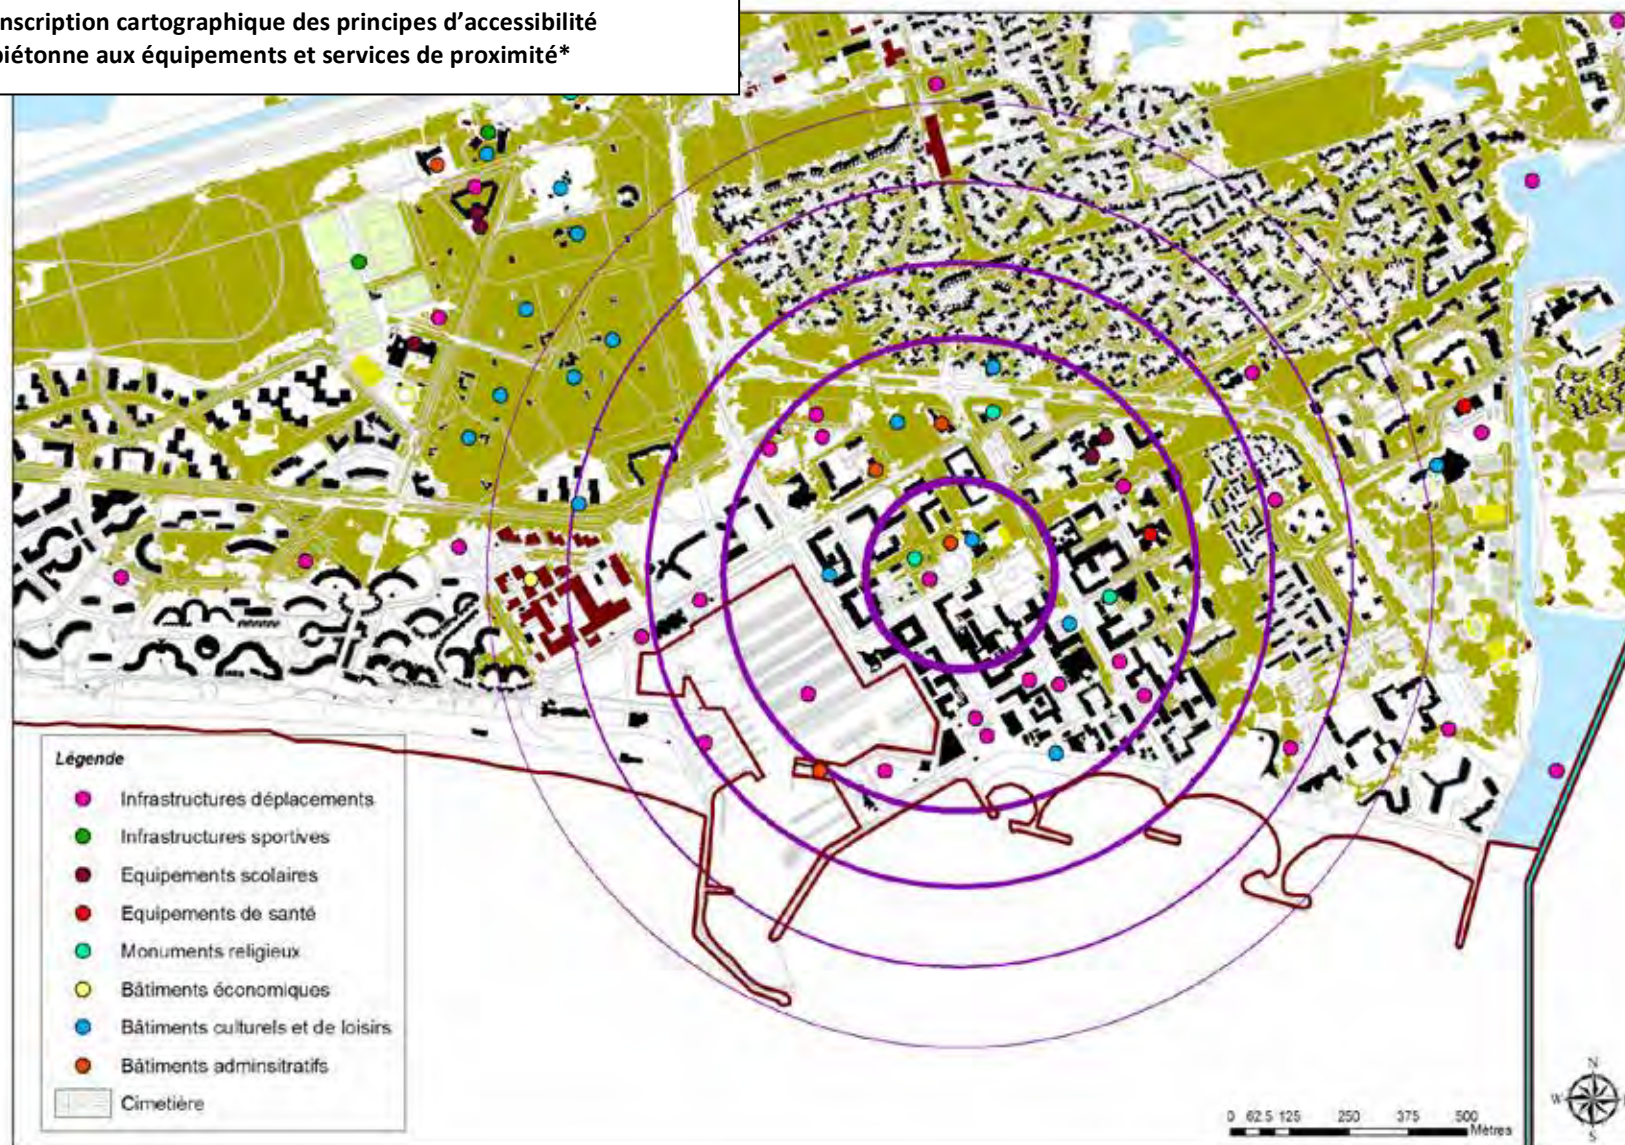 nscription cartographique des principes d’accessibilité
piétonne aux équipements et services de proximité*
Légende
Infrastructures déplacements
Infrastructures sportives
Equipements scolaires
Equipements de santé
Monuments religieux
Bâtiments économiques
Bâtiments culturels et de loisirs
Bâtiments adminsitratifs
Cimetière
N
W
S
0 62.5 125 250 375 500
Mètres